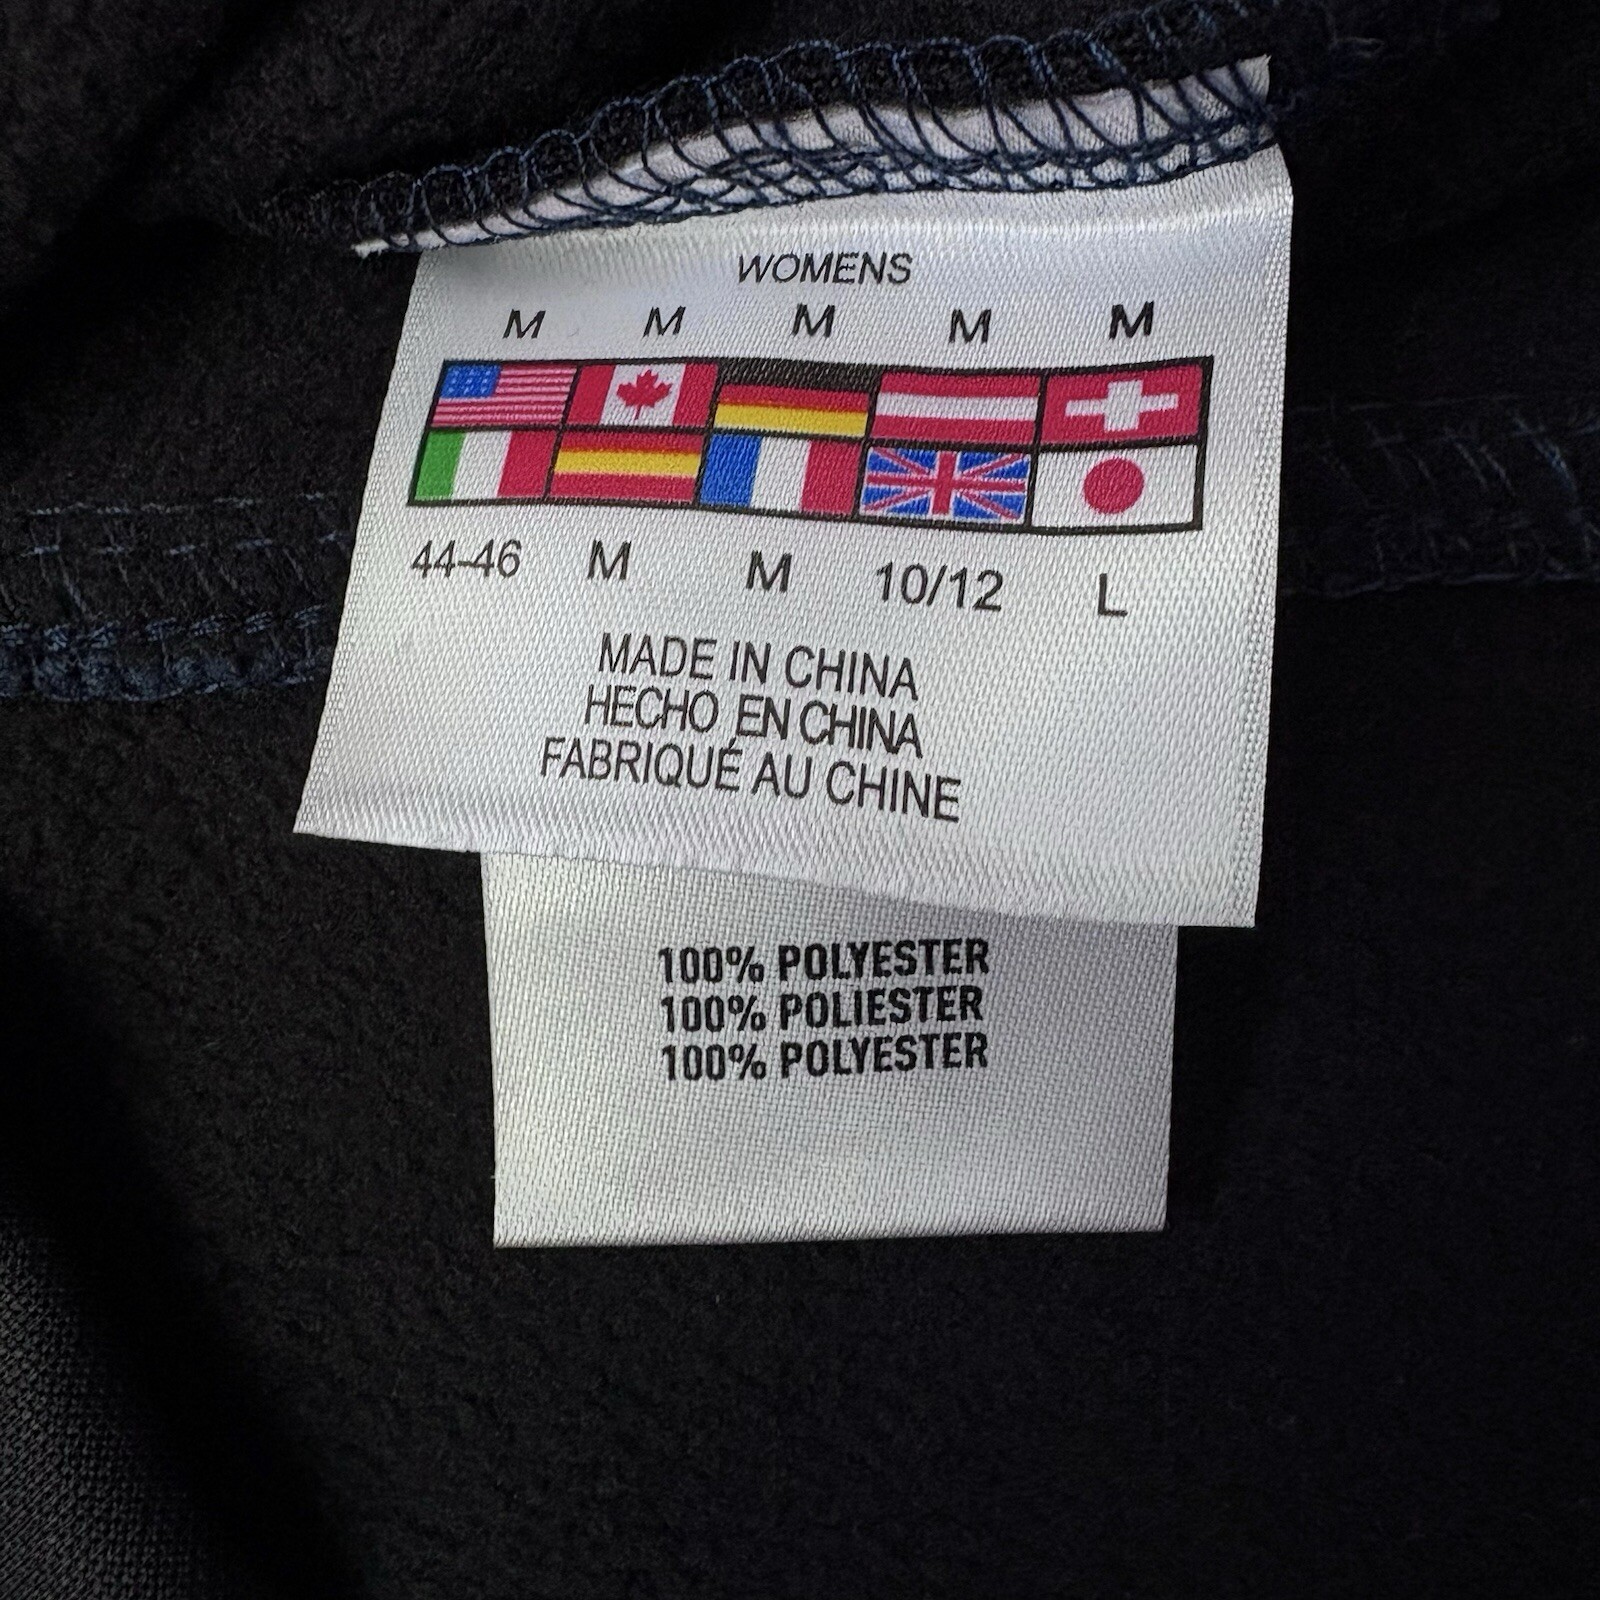 WOMENS
M M M M M
44-46 M M 10/12 L
MADE IN CHINA
HECHO EN CHINA
FABRIQUÉ AU CHINE
100% POLYESTER
100% POLIESTER
100% POLYESTER